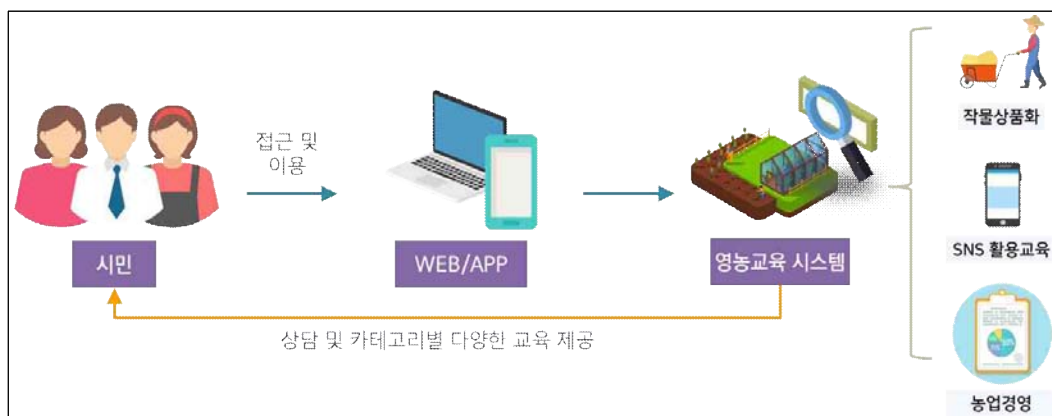 접근 및
이용
시민
WEB/APP
영농교육 시스템
상담 및 카테고리별 다양한 교육 제공
작물상품화
SNS 활용교육
농업경영